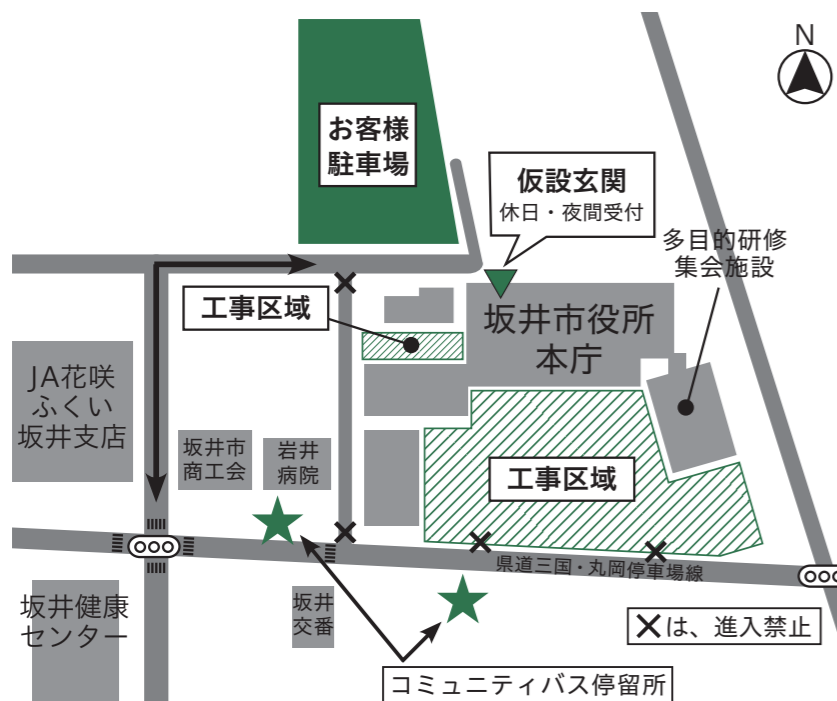 N
お客様
駐車場
仮設玄関
休日・夜間受付
多目的研修
集会施設
工事区域
坂井市役所
本庁
JA花咲
ふくい
坂井支店
坂井市
商工会
岩井
病院
工事区域
県道三国・丸岡停車場線
坂井健康
センター
坂井
交番
×は、進入禁止
コミュニティバス停留所